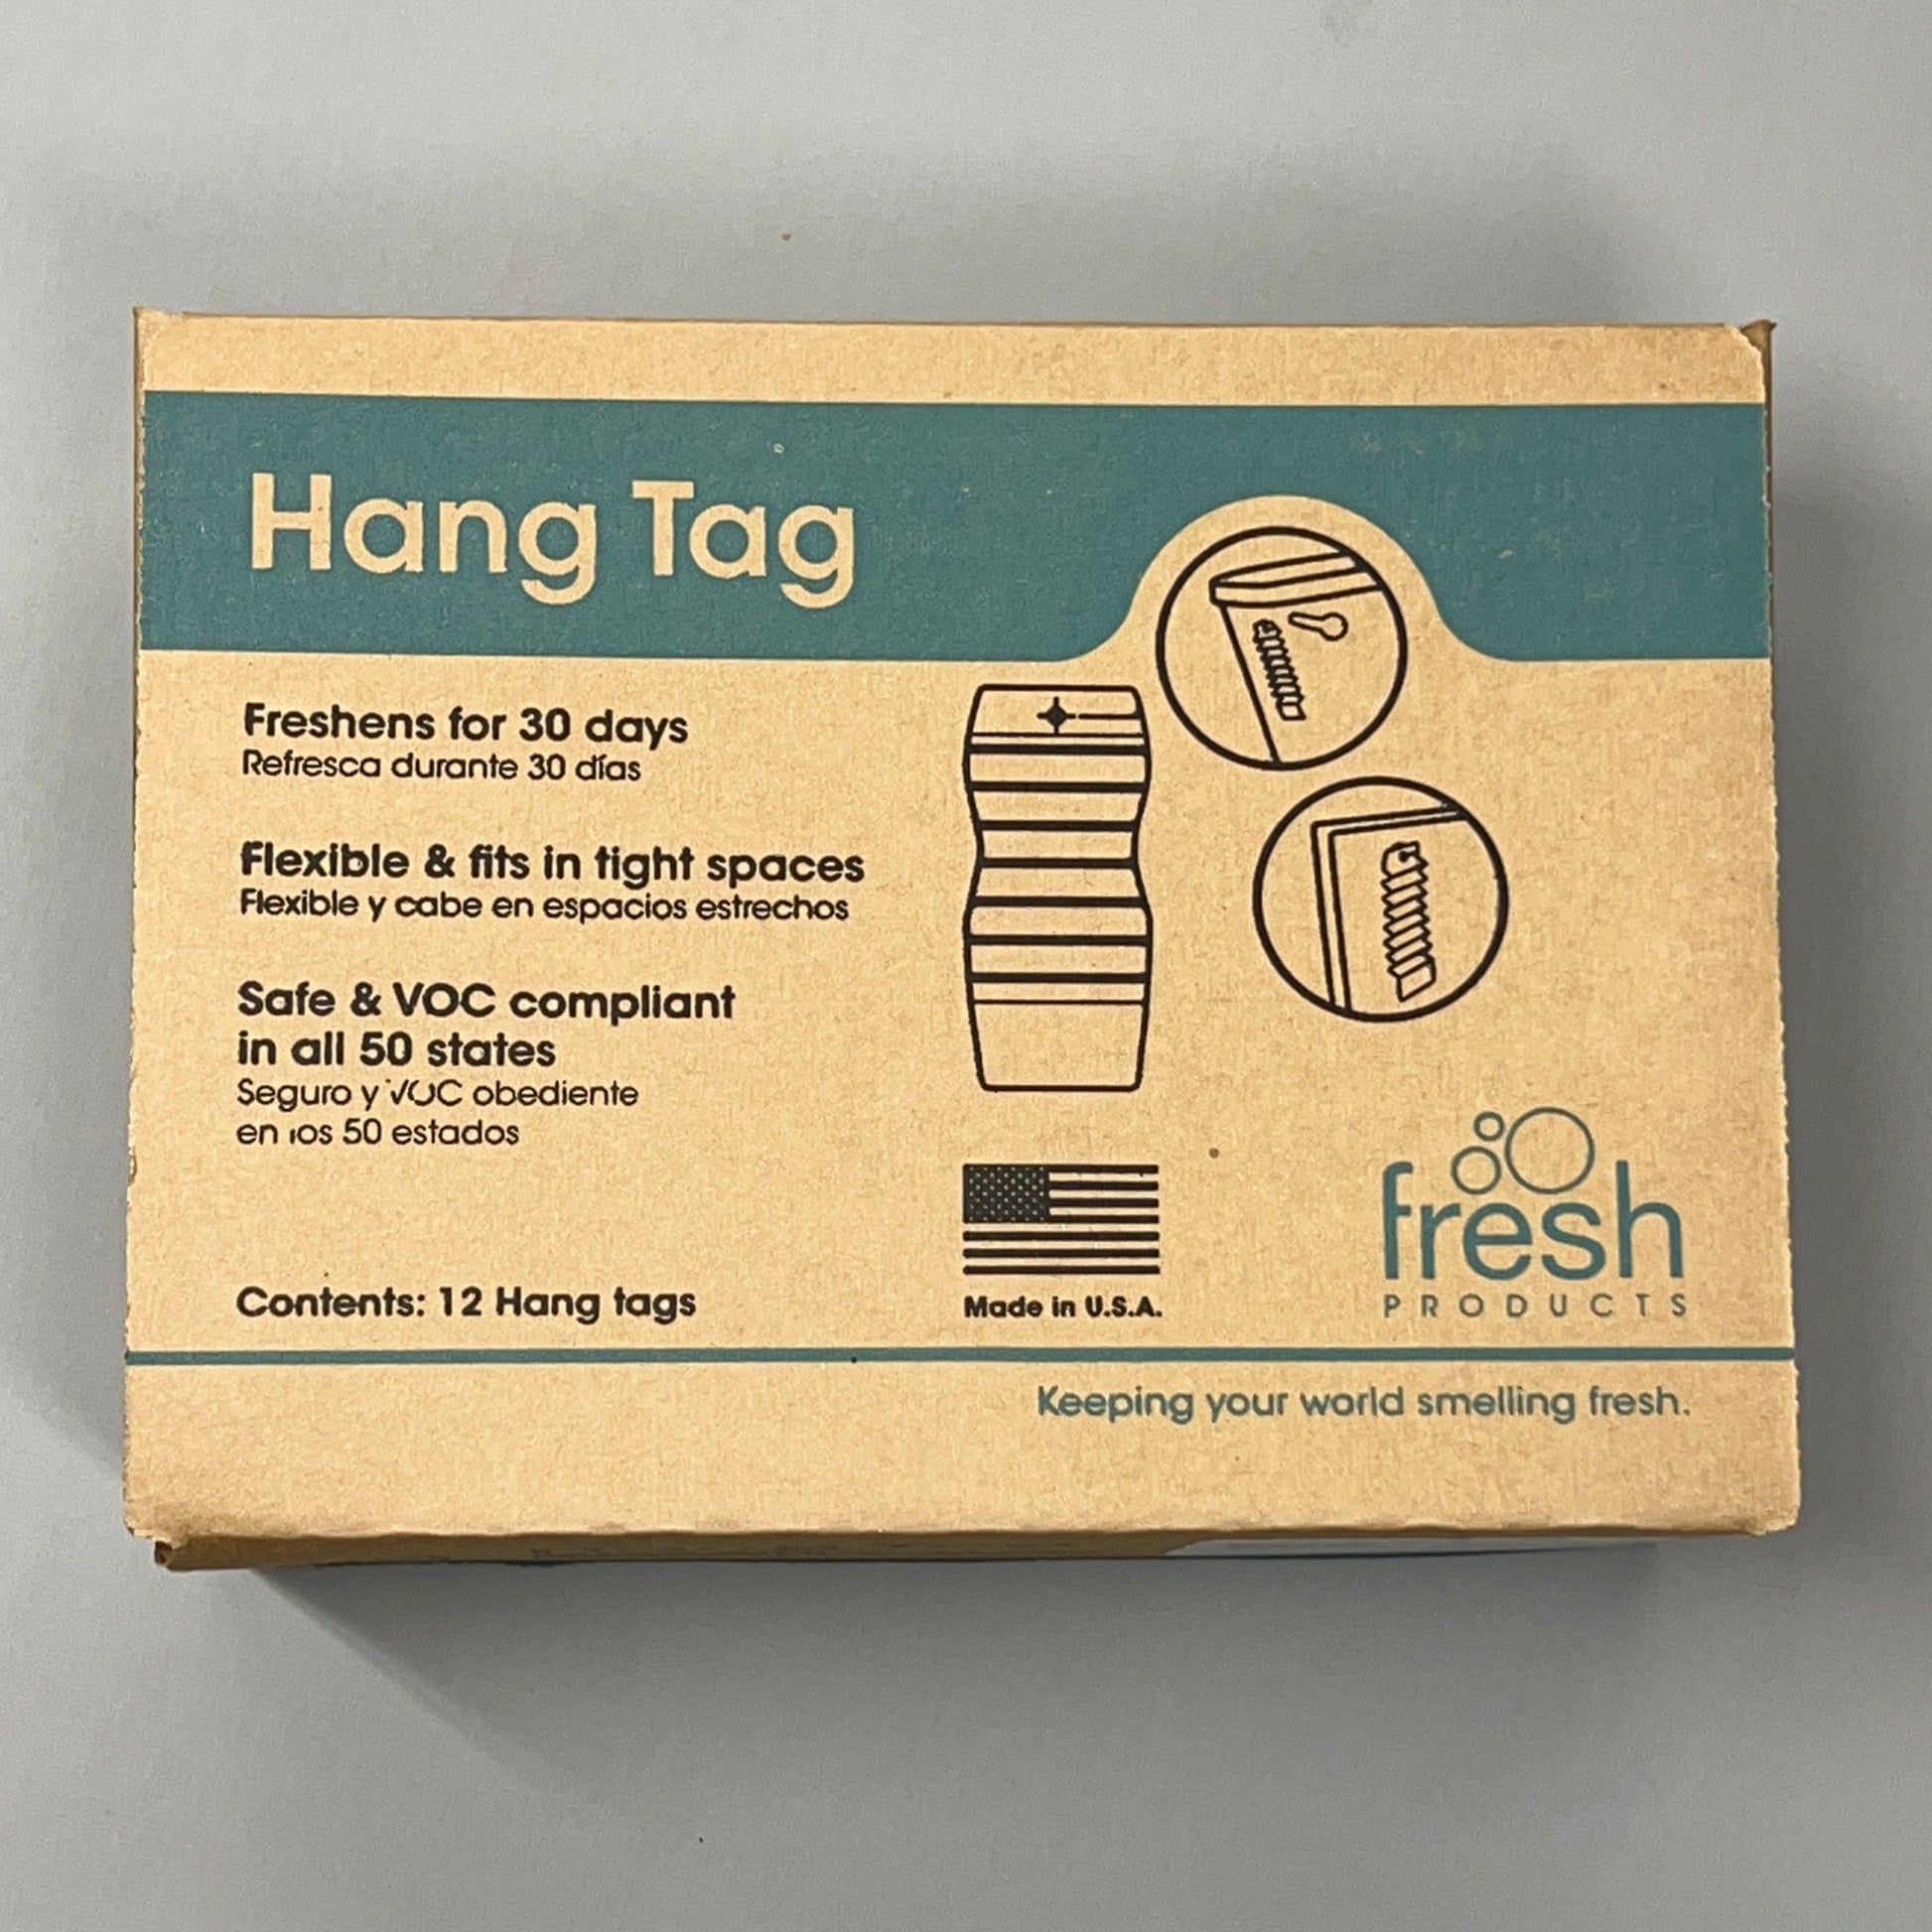 Hang Tag
Freshens for 30 days
Refresca durante 30 días
Flexible & fits in tight spaces
Flexible y cabe en espacios estrechos
Safe & VOC compliant
in all 50 states
Seguro y VOC obediente
en los 50 estados
Contents: 12 Hang tags
Made in U.S.A.
fresh
PRODUCTS
Keeping your world smelling fresh.